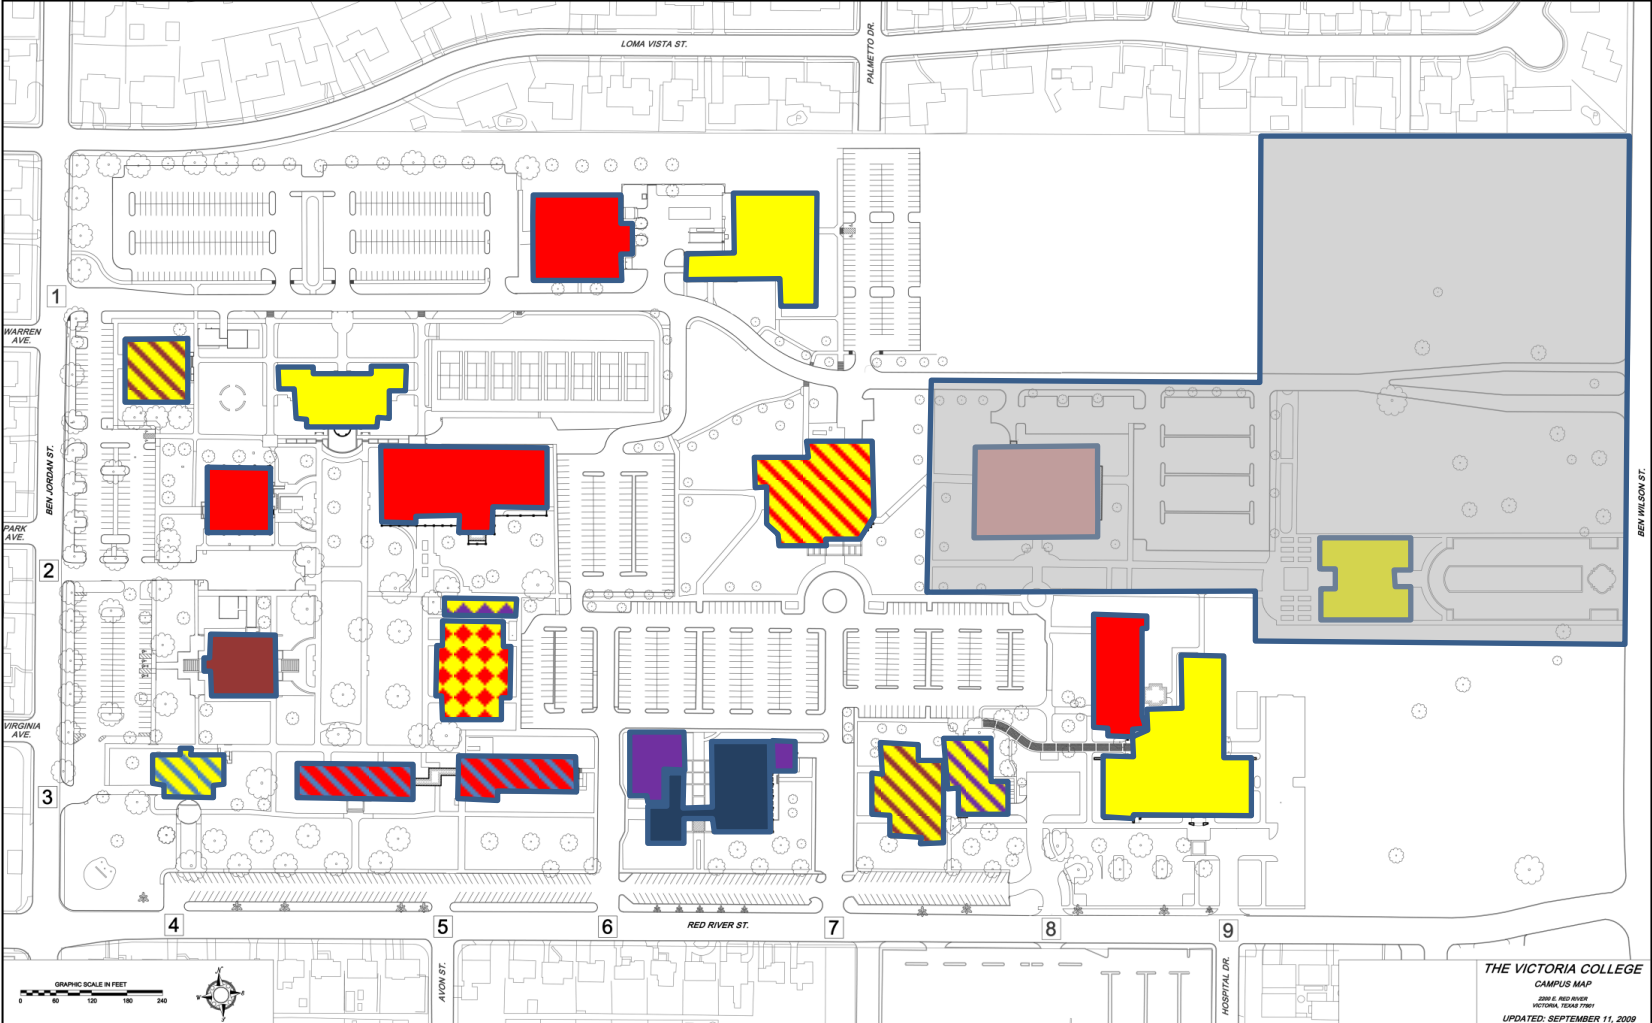 LOMA VISTA ST.
PALMETTO DR.
1
WARREN
AVE.
BEN JORDAN ST.
BEN WILSON ST.
PARK
AVE.
2
VIRGINIA
AVE.
3
4
5
6
RED RIVER ST.
7
8
9
AVON ST.
HOSPITAL DR.
GRAPHIC SCALE IN FEET
0 60 120 180 240
N
THE VICTORIA COLLEGE
CAMPUS MAP
2200 E. RED RIVER
VICTORIA, TEXAS 77901
UPDATED: SEPTEMBER 11, 2009